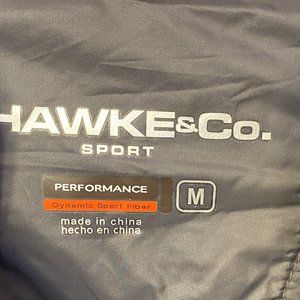 HAWKE&Co.
SPORT
PERFORMANCE
M
Dynamic Sport Fiber
made in china
hecho en china